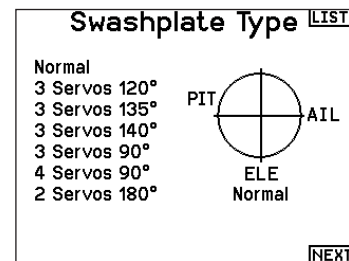 Swashplate Type LIST
Normal
3 Servos 120°
3 Servos 135°
3 Servos 140°
3 Servos 90°
4 Servos 90°
2 Servos 180°
PIT
AIL
ELE
Normal
NEXT